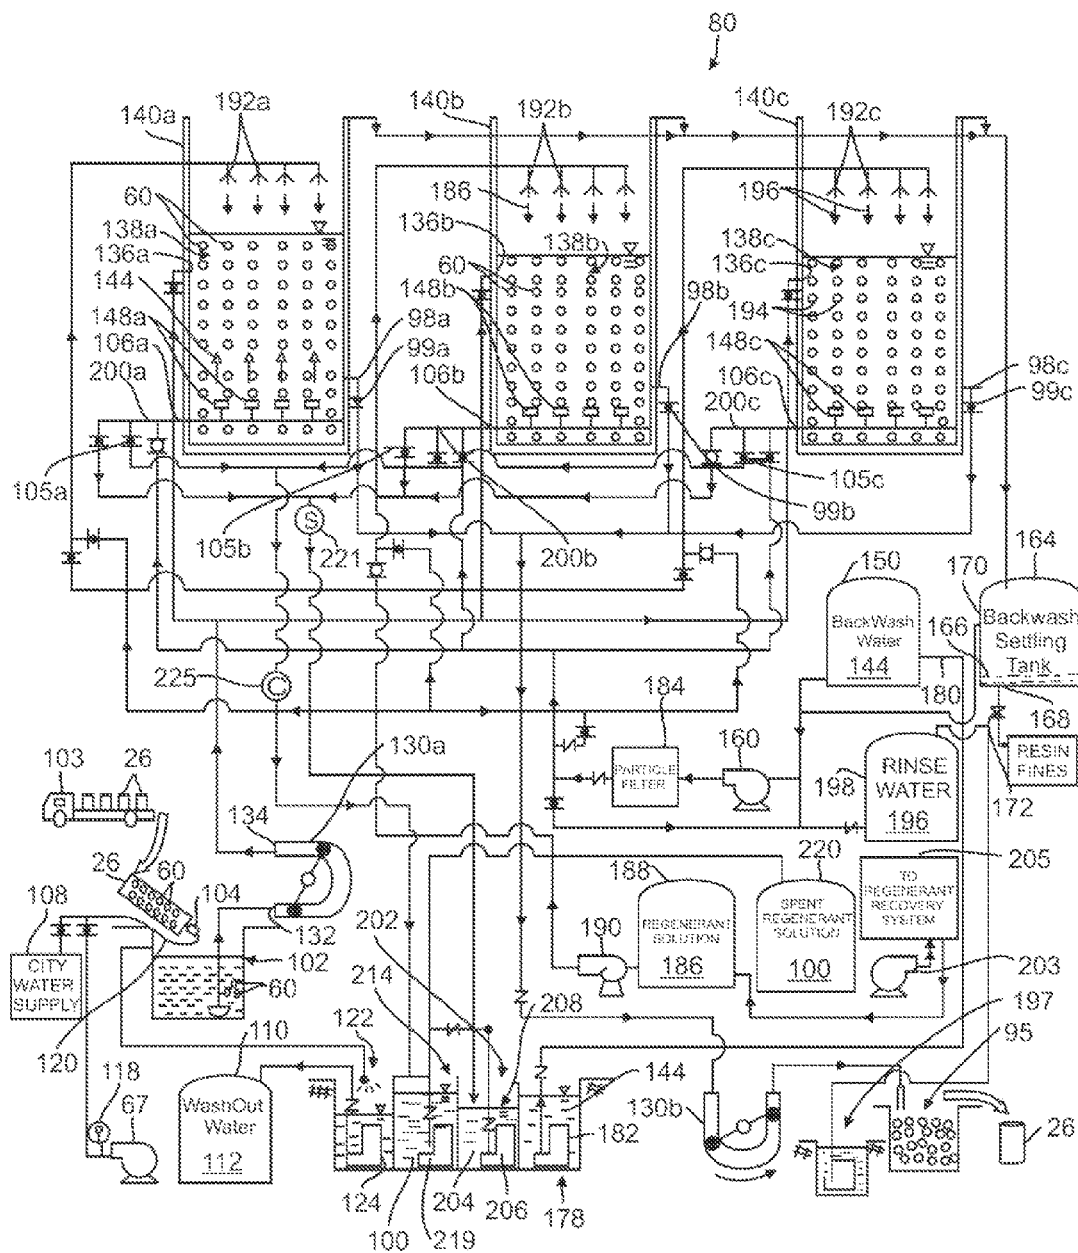 80
140a
192a
140b
192b
140c
192c
60
138a
136a
144
148a
106a
200a
186
136b
138b
60
148b
106b
98a
99a
98b
196
138c
136c
194
148c
106c
200c
98c
99c
105a
105b
S
221
200b
105c
99b
164
150
170
BackWash
Water
144
166
Backwash
Settling
Tank
180
168
225
184
160
130a
103
26
PARTICLE
FILTER
198
RINSE
WATER
196
RESIN
FINES
172
134
26
60
104
108
132
202
188
220
205
REGENERANT
SOLUTION
186
SPENT
REGENERANT
SOLUTION
100
TO
REGENERANT
RECOVERY
SYSTEM
190
203
CITY
WATER
SUPPLY
102
60
214
208
197
120
110
122
95
118
67
WashOut
Water
112
144
182
130b
26
124
100
219
204
206
178